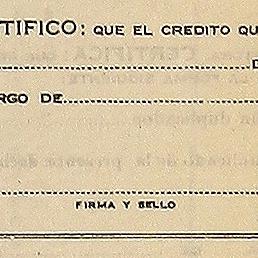 TIFICO: QUE EL CREDITO QU
RGO DE
FIRMA Y SELLO